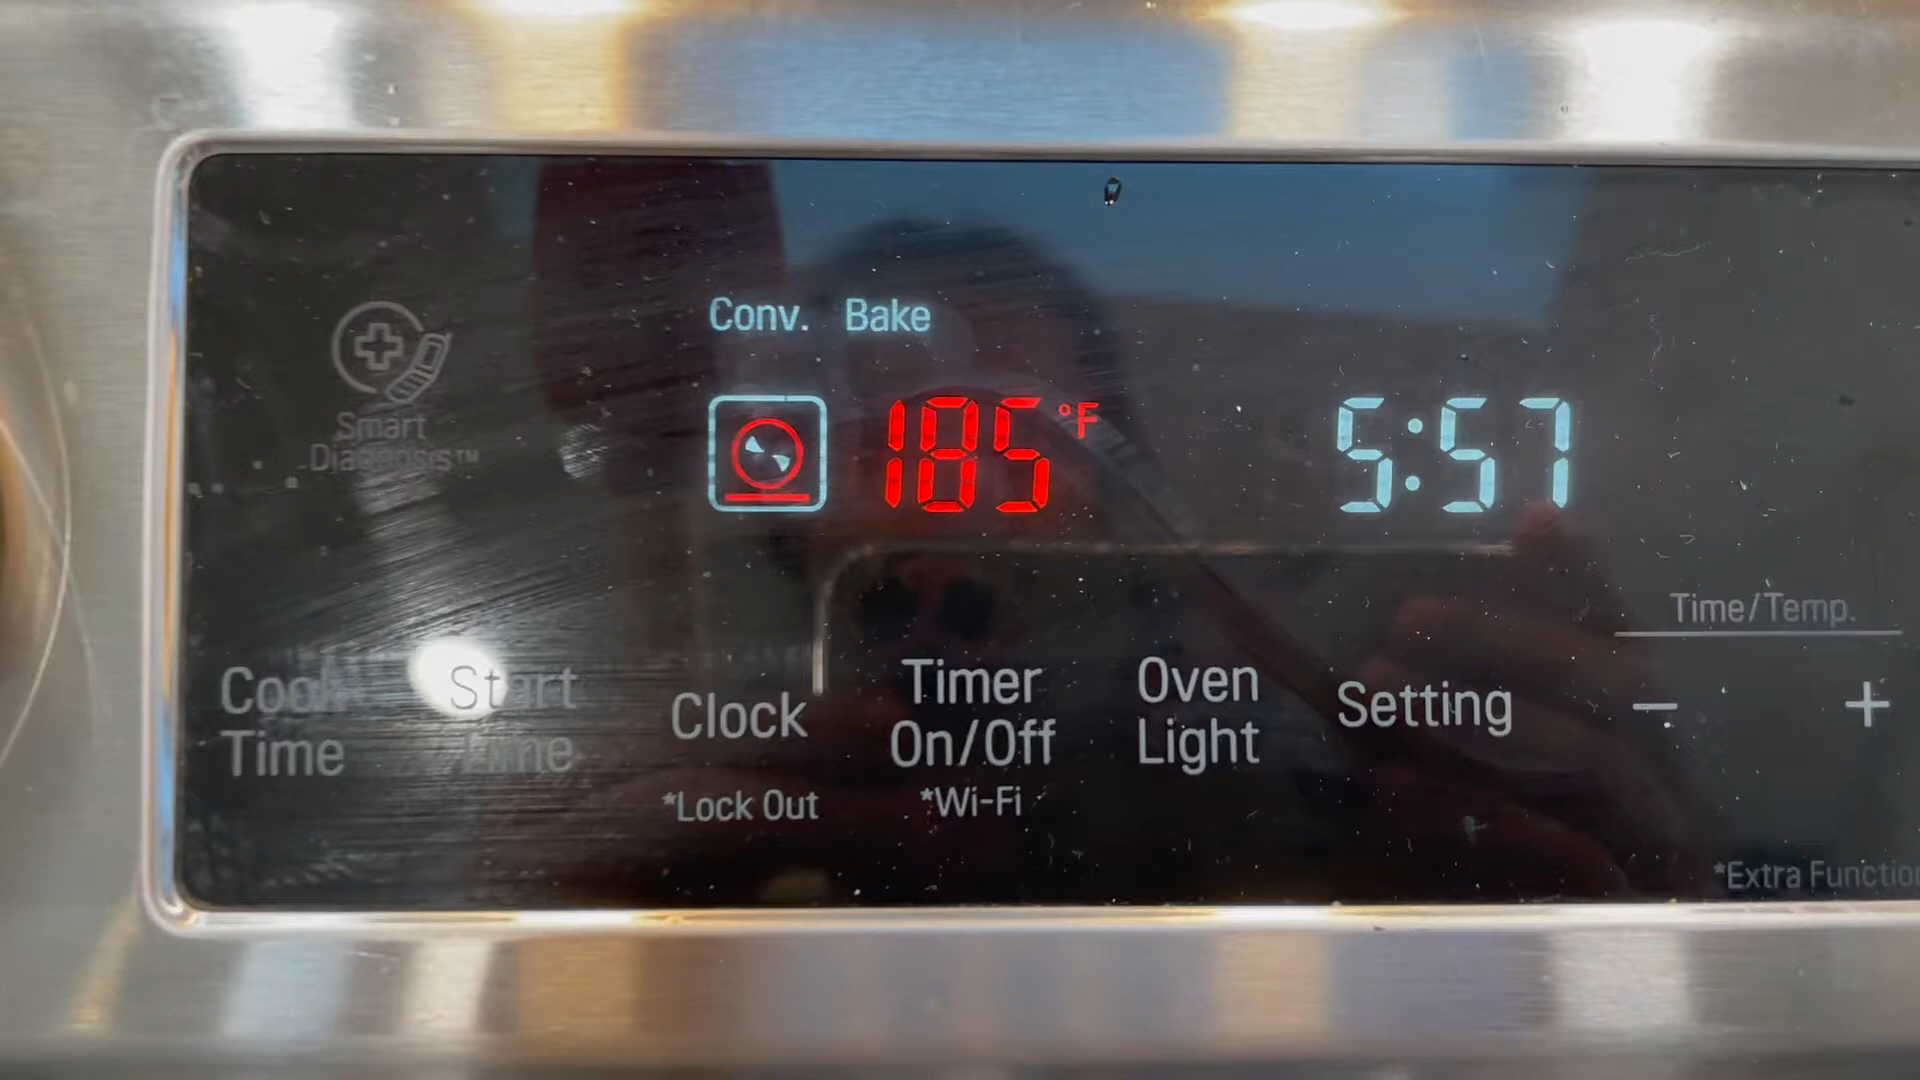 Conv. Bake
185°F
5:57
Smart
Diagnosis™
Time/Temp.
Cook
Time
Start
Time
Clock
*Lock Out
Timer
On/Off
*Wi-Fi
Oven
Light
Setting
- +
*Extra Function